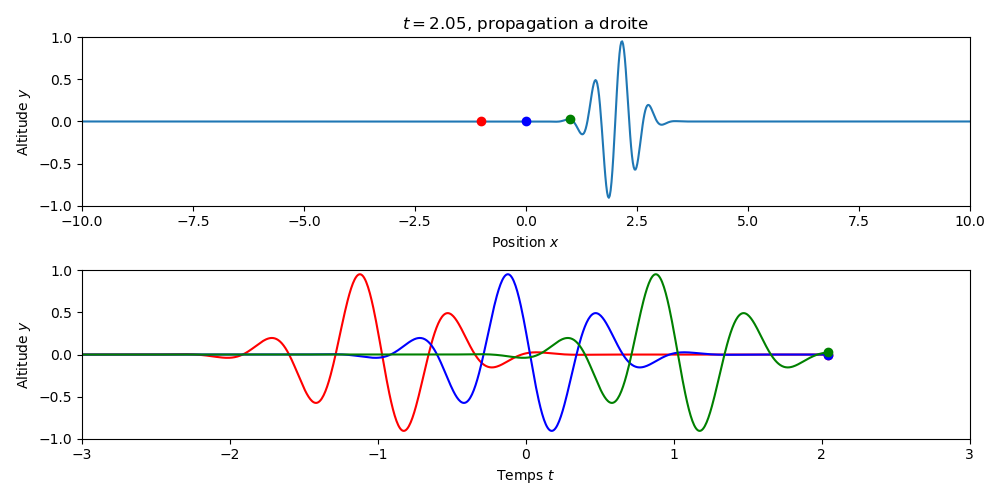 t = 2.05, propagation a droite
1.0
0.5
0.0
−0.5
−1.0
Altitude y
−10.0 −7.5 −5.0 −2.5 0.0 2.5 5.0 7.5 10.0
Position x
1.0
0.5
0.0
−0.5
−1.0
Altitude y
−3 −2 −1 0 1 2 3
Temps t